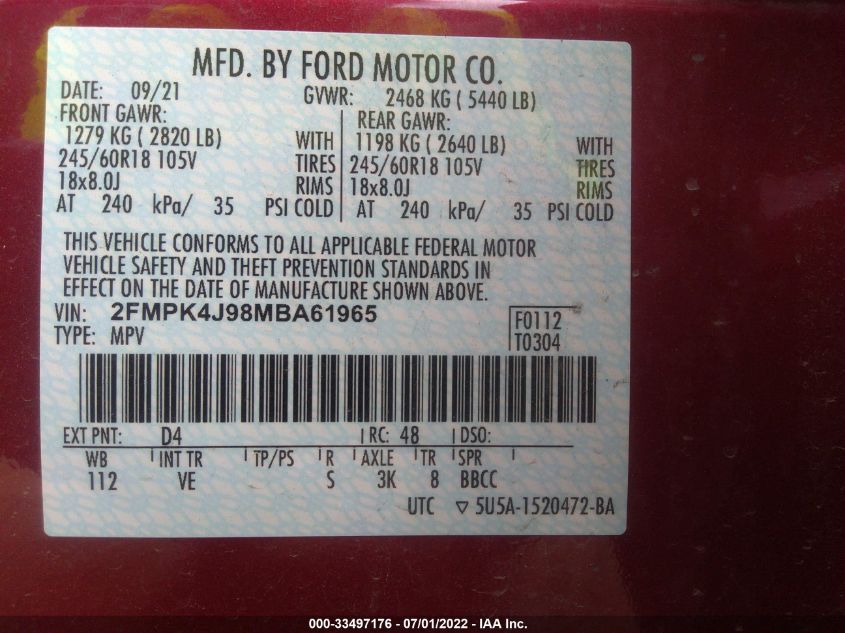 MFD. BY FORD MOTOR CO.
DATE: 09/21 GVWR: 2468 KG ( 5440 LB)
FRONT GAWR: REAR GAWR:
1279 KG ( 2820 LB) WITH 1198 KG ( 2640 LB) WITH
245/60R18 105V TIRES 245/60R18 105V TIRES
18x8.0J RIMS 18x8.0J RIMS
AT 240 kPa/ 35 PSI COLD AT 240 kPa/ 35 PSI COLD
THIS VEHICLE CONFORMS TO ALL APPLICABLE FEDERAL MOTOR
VEHICLE SAFETY AND THEFT PREVENTION STANDARDS IN
EFFECT ON THE DATE OF MANUFACTURE SHOWN ABOVE.
VIN: 2FMPK4J98MBA61965 F0112
TYPE: MPV T0304
EXT PNT: D4 RC: 48 DSO:
WB INT TR TP/PS R AXLE TR SPR
112 VE S 3K 8 BBCC
UTC ▽ 5U5A-1520472-BA
000-33497176 - 07/01/2022 - IAA Inc.